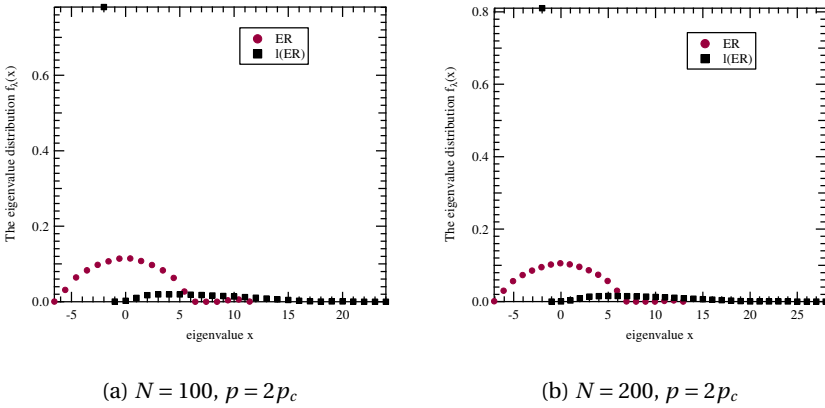 The eigenvalue distribution f_λ(x)
0.6
0.4
0.2
0.0
-5
0
5
10
15
20
eigenvalue x
ER
l(ER)
(a) N = 100, p = 2p_c
The eigenvalue distribution f_λ(x)
0.8
0.6
0.4
0.2
0.0
-5
0
5
10
15
20
25
eigenvalue x
ER
l(ER)
(b) N = 200, p = 2p_c